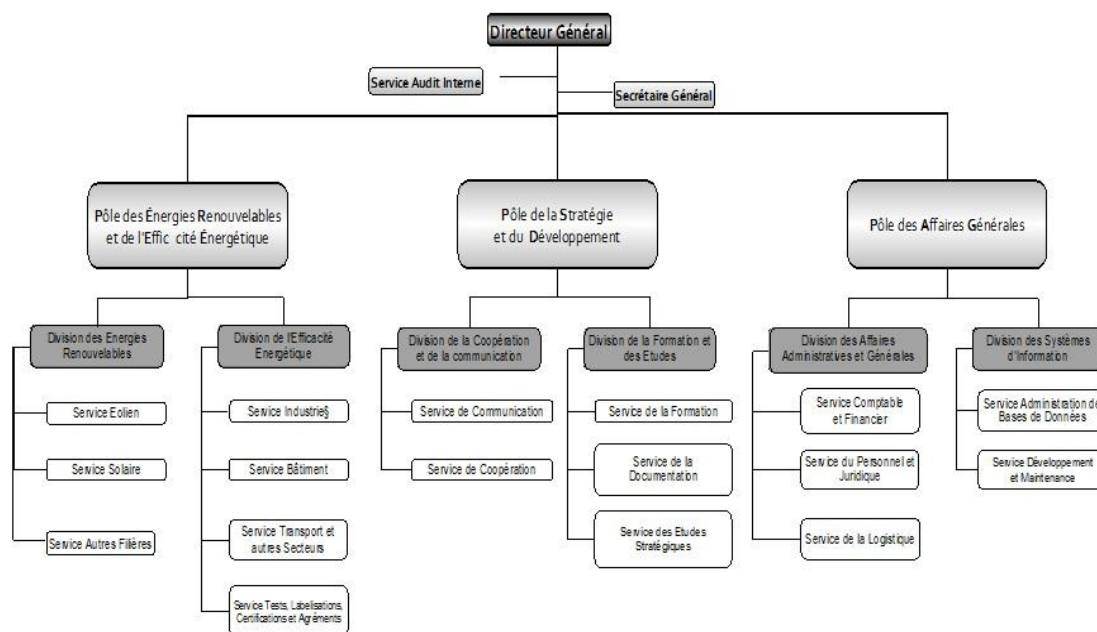 Directeur Général
Service Audit Interne
Secrétaire Général
Pôle des Énergies Renouvelables
et de l'Effic cité Énergétique
Pôle de la Stratégie
et du Développement
Pôle des Affaires Générales
Division des Energies
Renouvelables
Division de l'Efficacité
Energétique
Division de la Coopération
et de la communication
Division de la Formation et
des Etudes
Division des Affaires
Administratives et Générales
Division des Systèmes
d'Information
Service Eolien
Service Solaire
Service Autres Filières
Service Industrie§
Service Bâtiment
Service Transport et
autres Secteurs
Service Tests, Labelisations,
Certifications et Agréments
Service de Communication
Service de Coopération
Service de la Formation
Service de la
Documentation
Service des Etudes
Stratégiques
Service Comptable
et Financier
Service du Personnel et
Juridique
Service de la Logistique
Service Administration de
Bases de Données
Service Développement
et Maintenance